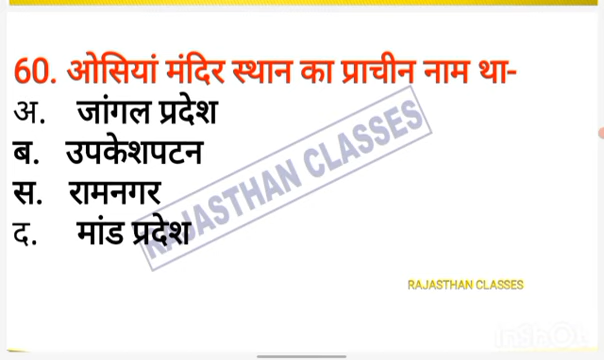 60. ओसियां मंदिर स्थान का प्राचीन नाम था-
अ. जांगल प्रदेश
ब. उपकेशपटन
स. रामनगर
द. मांड प्रदेश
RAJASTHAN CLASSES
RAJASTHAN CLASSES